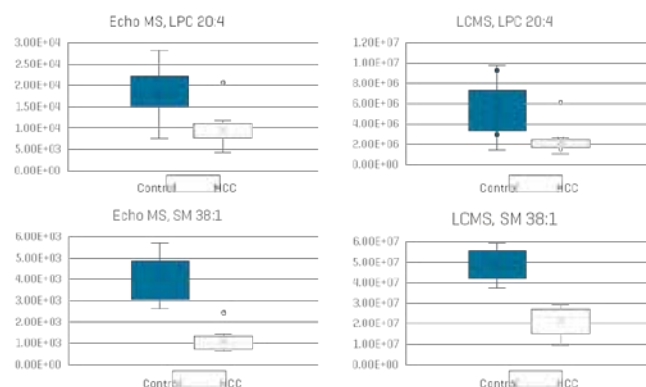 Echo MS, LPC 20:4
3.00E+04
2.50E+04
2.00E+04
1.50E+04
1.00E+04
5.00E+03
0.00E+00
Control HCC
LCMS, LPC 20:4
1.20E+07
1.00E+07
8.00E+06
6.00E+06
4.00E+06
2.00E+06
0.00E+00
Control HCC
Echo MS, SM 38:1
6.00E+03
5.00E+03
4.00E+03
3.00E+03
2.00E+03
1.00E+03
0.00E+00
Control HCC
LCMS, SM 38:1
6.00E+07
5.00E+07
4.00E+07
3.00E+07
2.00E+07
1.00E+07
0.00E+00
Control HCC